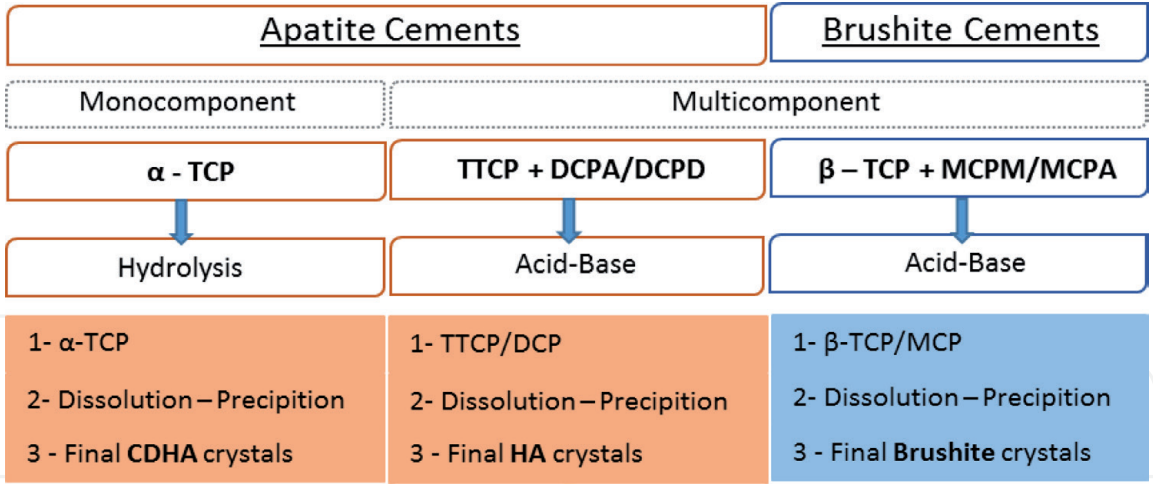 Apatite Cements
Brushite Cements
Monocomponent
Multicomponent
α - TCP
TTCP + DCPA/DCPD
β – TCP + MCPM/MCPA
Hydrolysis
Acid-Base
Acid-Base
1- α-TCP
2- Dissolution – Precipition
3 - Final CDHA crystals
1- TTCP/DCP
2- Dissolution – Precipition
3 - Final HA crystals
1- β-TCP/MCP
2- Dissolution – Precipition
3 - Final Brushite crystals